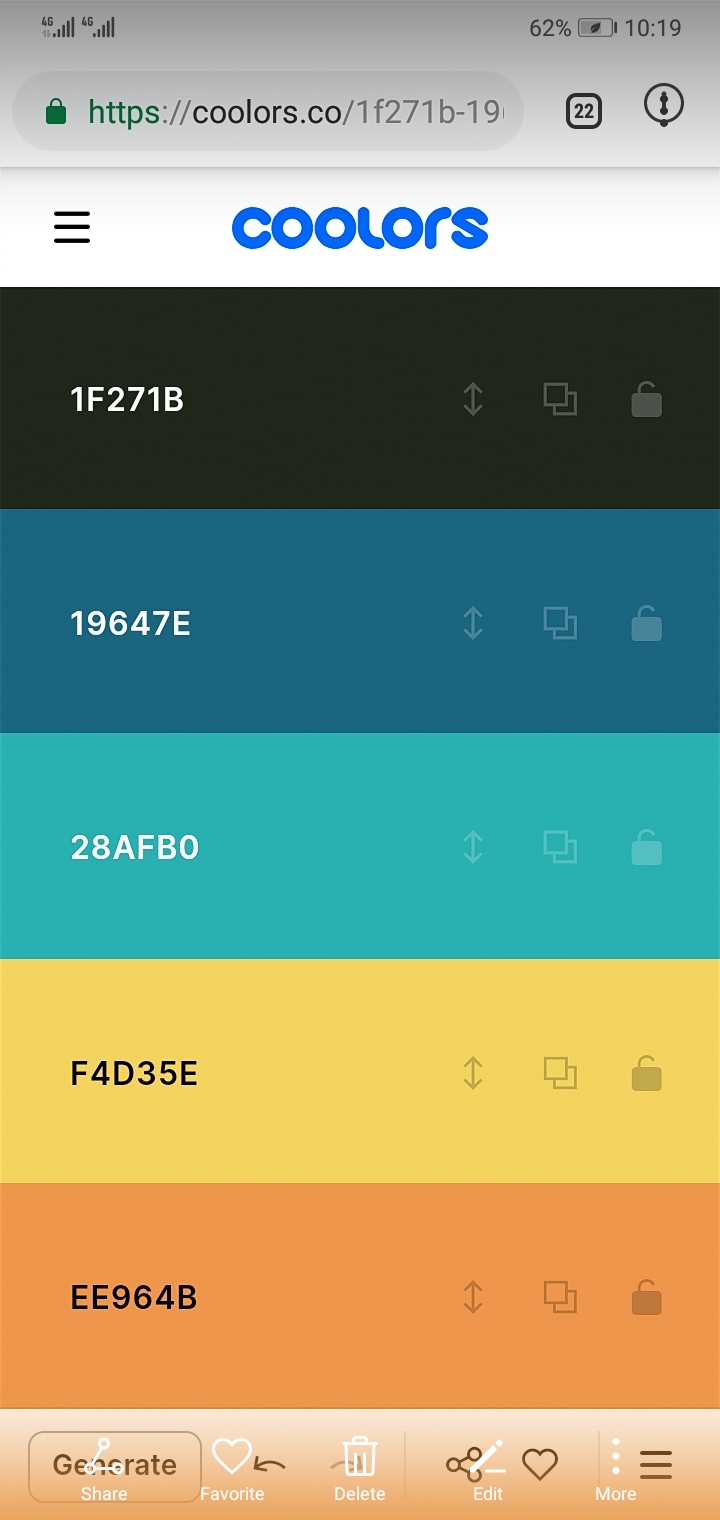 4G 4G 62% 10:19
https://coolors.co/1f271b-19
22
coolors
1F271B
19647E
28AFB0
F4D35E
EE964B
Generate
Share Favorite Delete Edit More